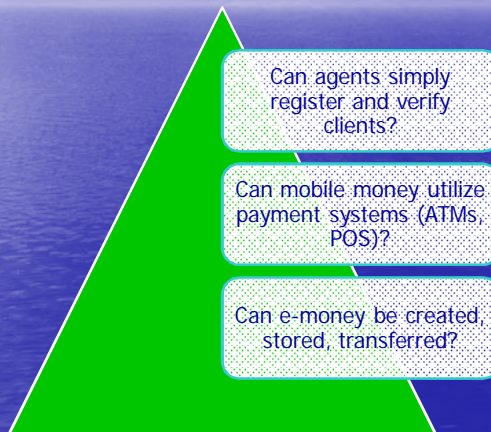 Can agents simply
register and verify
clients?
Can mobile money utilize
payment systems (ATMs,
POS)?
Can e-money be created,
stored, transferred?